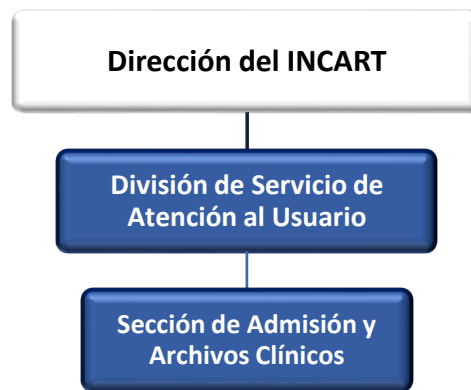 Dirección del INCART
División de Servicio de
Atención al Usuario
Sección de Admisión y
Archivos Clínicos